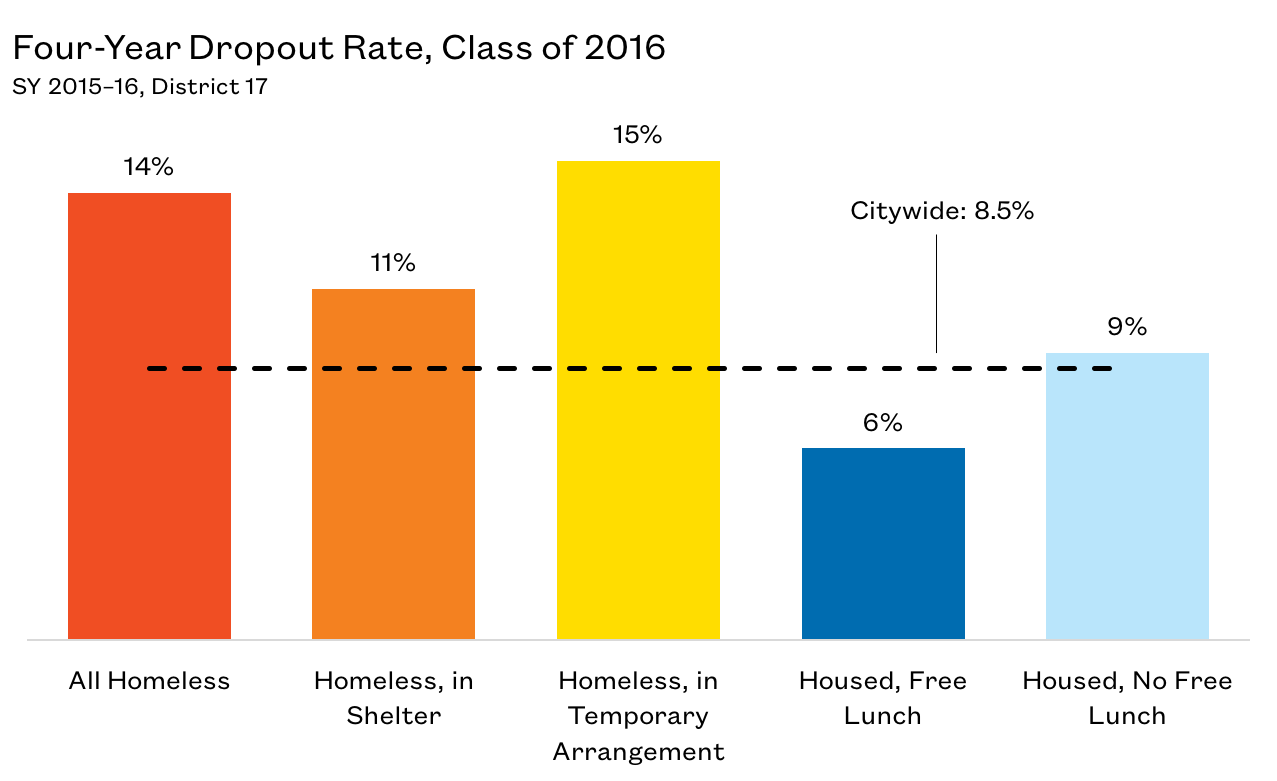 Four-Year Dropout Rate, Class of 2016
SY 2015–16, District 17
14%
11%
15%
Citywide: 8.5%
6%
9%
All Homeless
Homeless, in
Shelter
Homeless, in
Temporary
Arrangement
Housed, Free
Lunch
Housed, No Free
Lunch